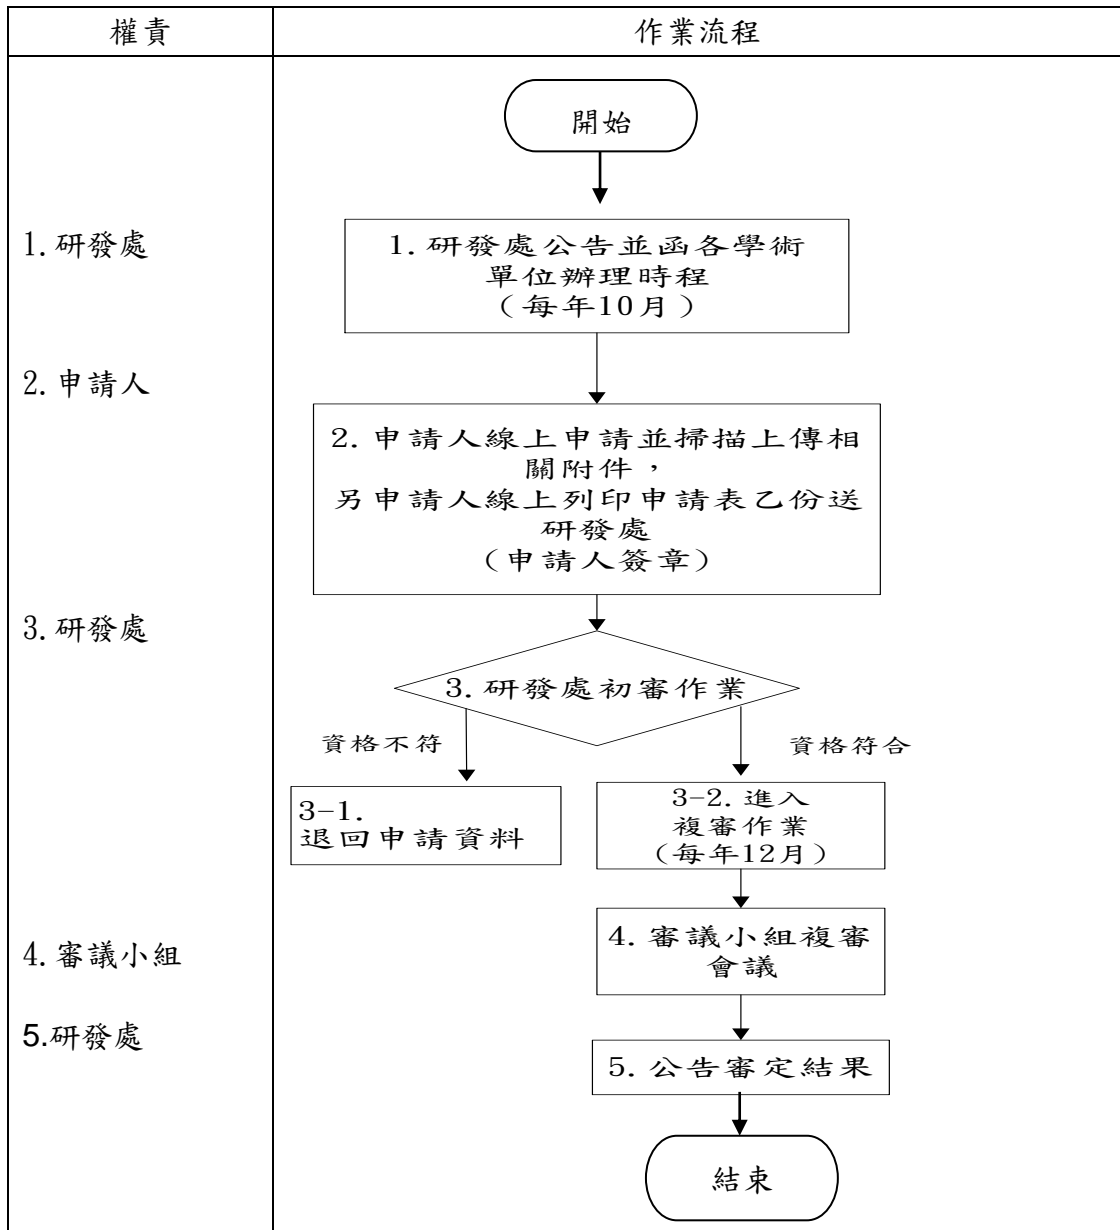 權責
作業流程
開始
1.研發處
1.研發處公告並函各學術
單位辦理時程
(每年10月)
2.申請人
2.申請人線上申請並掃描上傳相
關附件，
另申請人線上列印申請表乙份送
研發處
(申請人簽章)
3.研發處
3.研發處初審作業
資格不符
資格符合
3-1.
退回申請資料
3-2.進入
複審作業
(每年12月)
4.審議小組
4.審議小組複審
會議
5.研發處
5.公告審定結果
結束